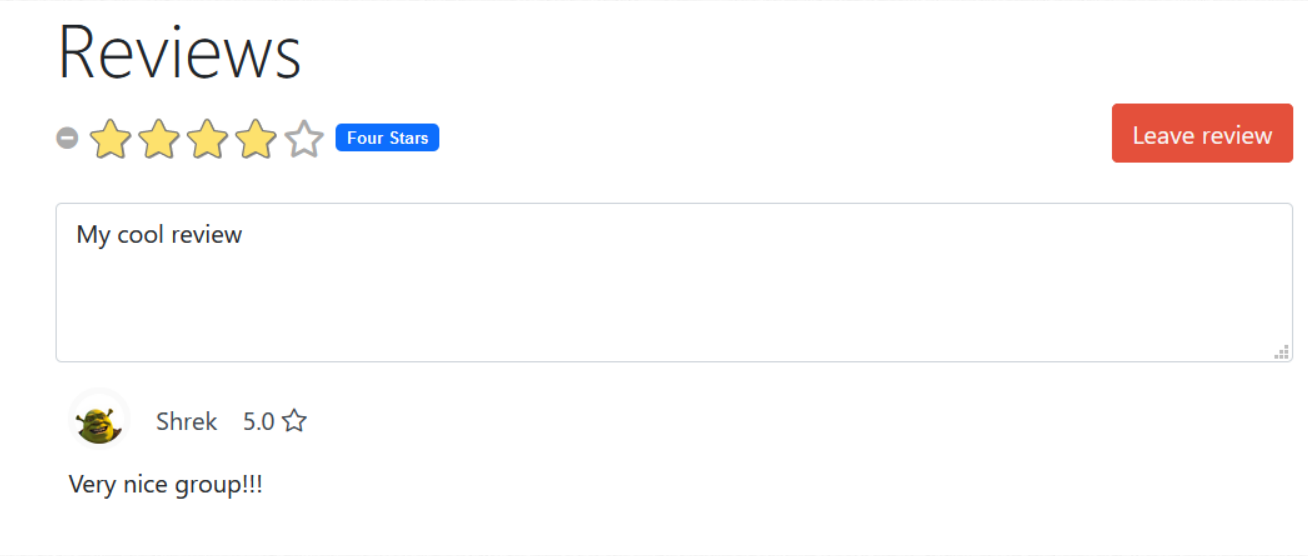 Reviews
Four Stars
Leave review
My cool review
Shrek 5.0
Very nice group!!!